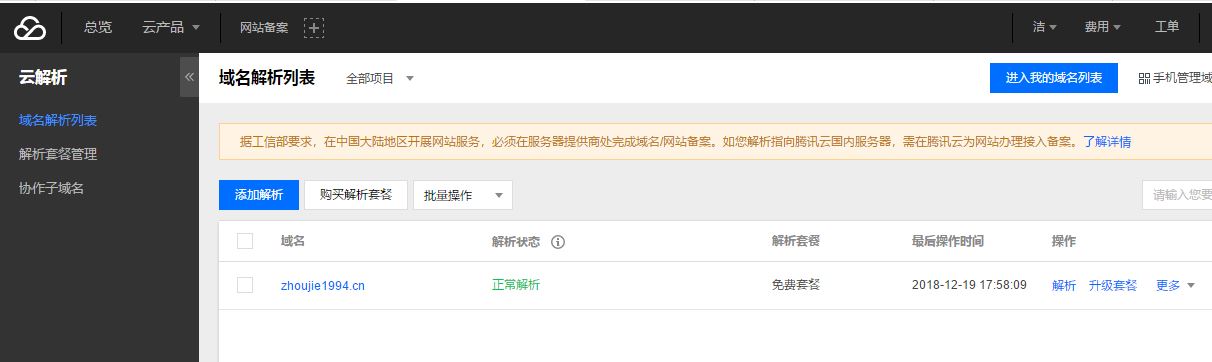 总览 云产品 网站备案 洁 费用 工单
云解析
域名解析列表
解析套餐管理
协作子域名
域名解析列表 全部项目 进入我的域名列表 手机管理域
据工信部要求，在中国大陆地区开展网站服务，必须在服务器提供商处完成域名/网站备案。如您解析指向腾讯云国内服务器，需在腾讯云为网站办理接入备案。了解详情
添加解析 购买解析套餐 批量操作 请输入您要
域名 解析状态 解析套餐 最后操作时间 操作
zhoujie1994.cn 正常解析 免费套餐 2018-12-19 17:58:09 解析 升级套餐 更多